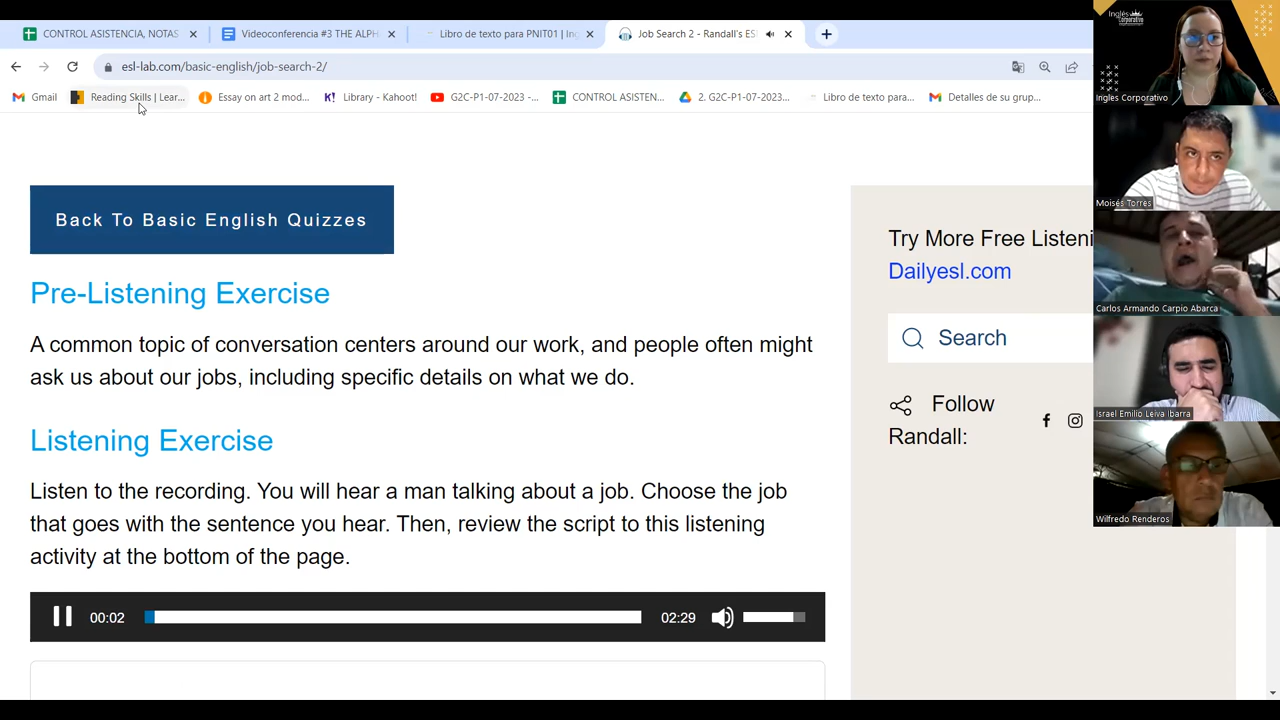 CONTROL ASISTENCIA, NOTAS
Videoconferencia #3 THE ALPH
Libro de texto para PNIT01 | Ing
Job Search 2 - Randall's ES
esl-lab.com/basic-english/job-search-2/
Gmail
Reading Skills | Lear...
Essay on art 2 mod...
Library - Kahoot!
G2C-P1-07-2023 -...
CONTROL ASISTEN...
2. G2C-P1-07-2023...
Libro de texto para...
Detalles de su grup...
Back To Basic English Quizzes
Pre-Listening Exercise
A common topic of conversation centers around our work, and people often might
ask us about our jobs, including specific details on what we do.
Listening Exercise
Listen to the recording. You will hear a man talking about a job. Choose the job
that goes with the sentence you hear. Then, review the script to this listening
activity at the bottom of the page.
00:02
02:29
Try More Free Listeni
Dailyesl.com
Search
Follow
Randall:
Inglés
Corporativo
Ingles Corporativo
Moisés Torres
Carlos Armando Carpio Abarca
Israel Emilio Leiva Ibarra
Wilfredo Renderos